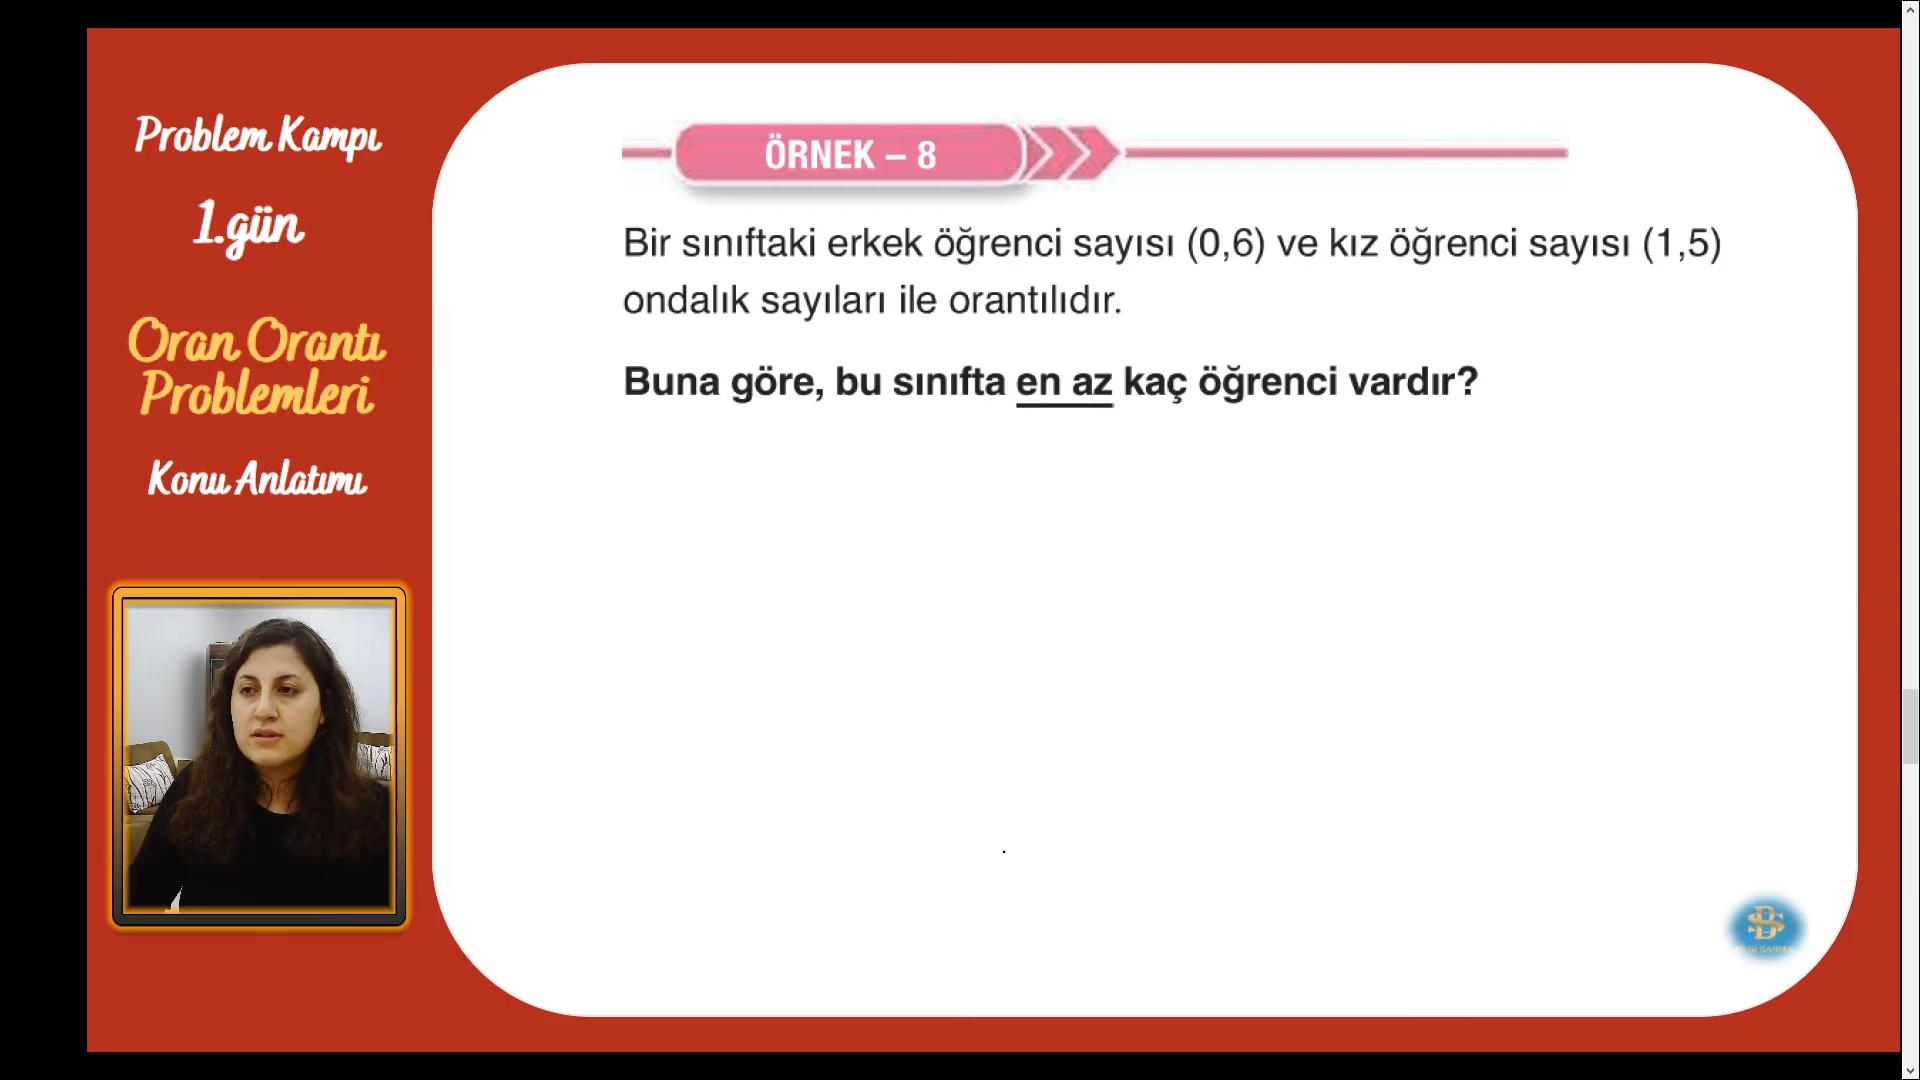 Problem Kampı
1.gün
Oran Orantı
Problemleri
Konu Anlatımı
ÖRNEK – 8
Bir sınıftaki erkek öğrenci sayısı (0,6) ve kız öğrenci sayısı (1,5)
ondalık sayıları ile orantılıdır.
Buna göre, bu sınıfta en az kaç öğrenci vardır?